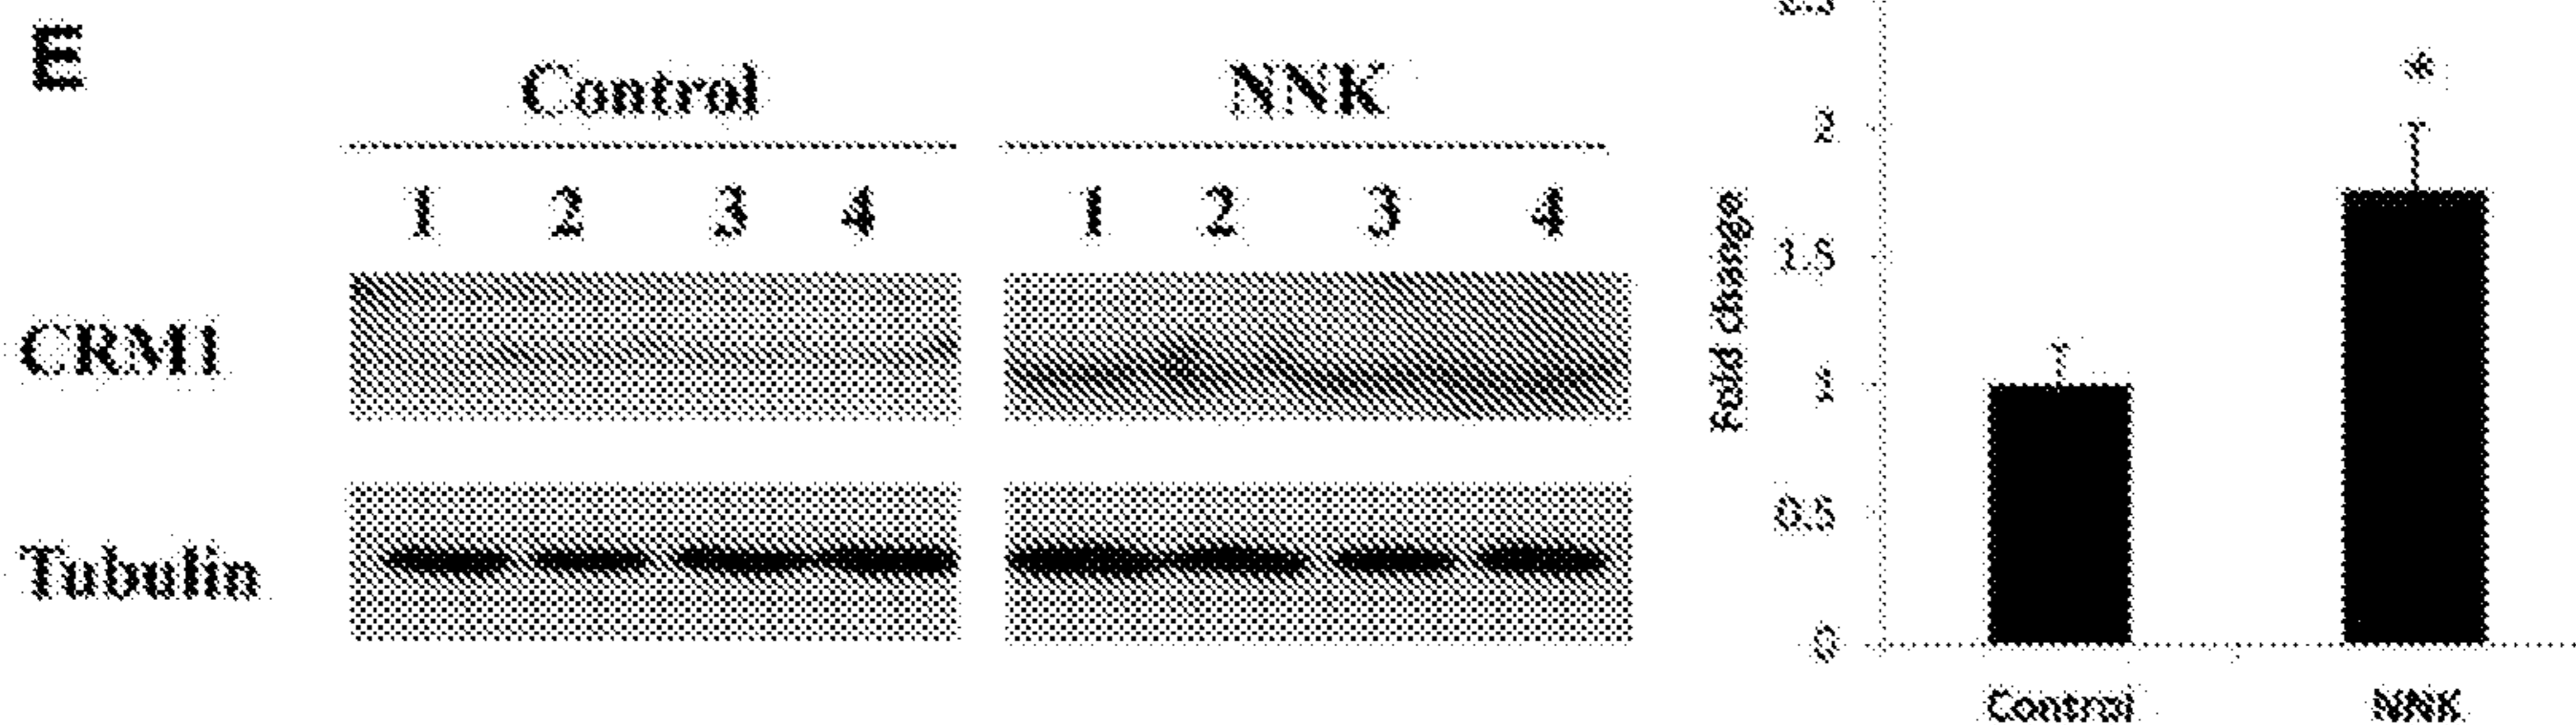 E
Control NNK
1 2 3 4 1 2 3 4
CRM1
Tubulin
Fold change
2
1.5
1
0.5
0
*
Control NNK